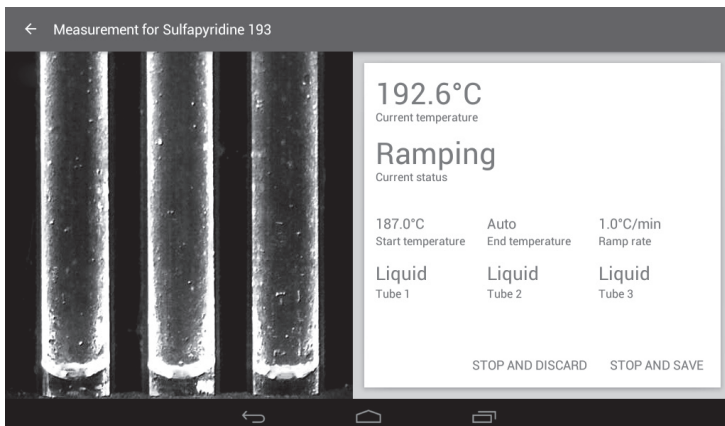 Measurement for Sulfapyridine 193
192.6°C
Current temperature
Ramping
Current status
187.0°C Auto 1.0°C/min
Start temperature End temperature Ramp rate
Liquid Liquid Liquid
Tube 1 Tube 2 Tube 3
STOP AND DISCARD STOP AND SAVE